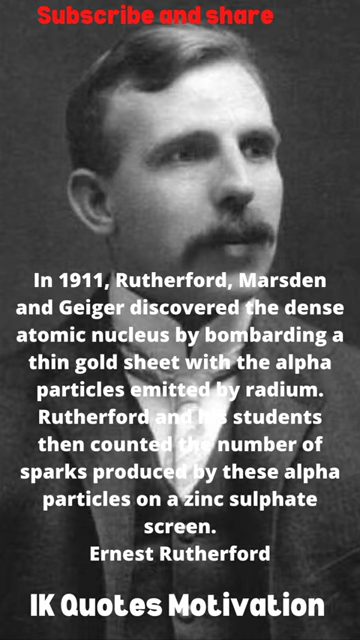 Subscribe and share
In 1911, Rutherford, Marsden
and Geiger discovered the dense
atomic nucleus by bombarding a
thin gold sheet with the alpha
particles emitted by radium.
Rutherford and his students
then counted the number of
sparks produced by these alpha
particles on a zinc sulphate
screen.
Ernest Rutherford
IK Quotes Motivation